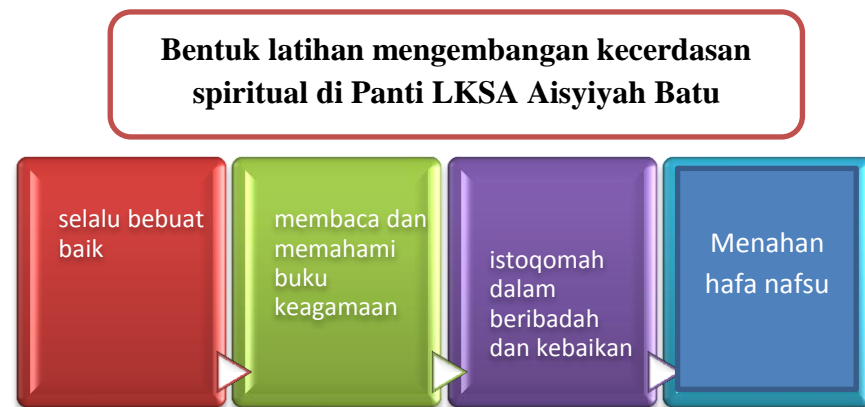 Bentuk latihan mengembangan kecerdasan
spiritual di Panti LKSA Aisyiyah Batu
selalu bebuat
baik
membaca dan
memahami
buku
keagamaan
istoqomah
dalam
beribadah
dan kebaikan
Menahan
hafa nafsu